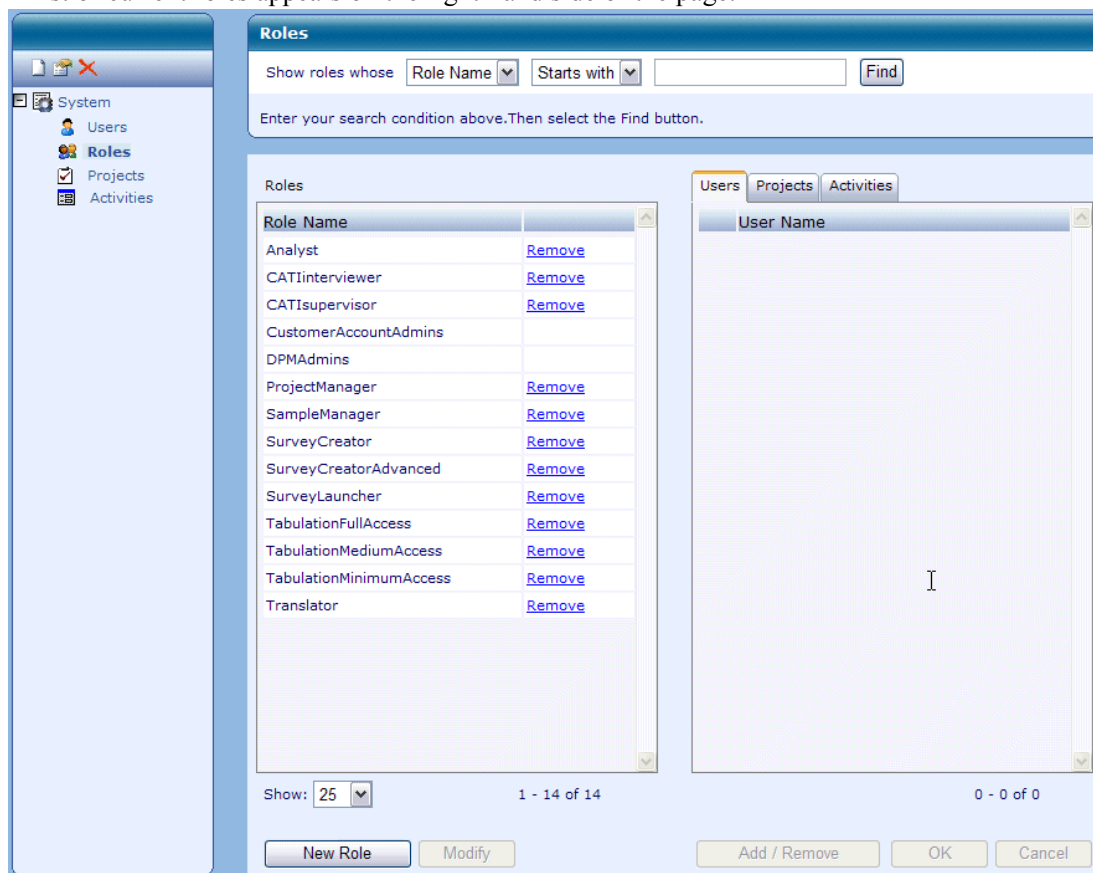 Roles
Show roles whose Role Name Starts with Find
Enter your search condition above.Then select the Find button.
System
Users
Roles
Projects
Activities
Roles
Role Name
Analyst Remove
CATIinterviewer Remove
CATIsupervisor Remove
CustomerAccountAdmins
DPMAdmins
ProjectManager Remove
SampleManager Remove
SurveyCreator Remove
SurveyCreatorAdvanced Remove
SurveyLauncher Remove
TabulationFullAccess Remove
TabulationMediumAccess Remove
TabulationMinimumAccess Remove
Translator Remove
Show: 25 1 - 14 of 14
New Role Modify
Users Projects Activities
User Name
0 - 0 of 0
Add / Remove OK Cancel